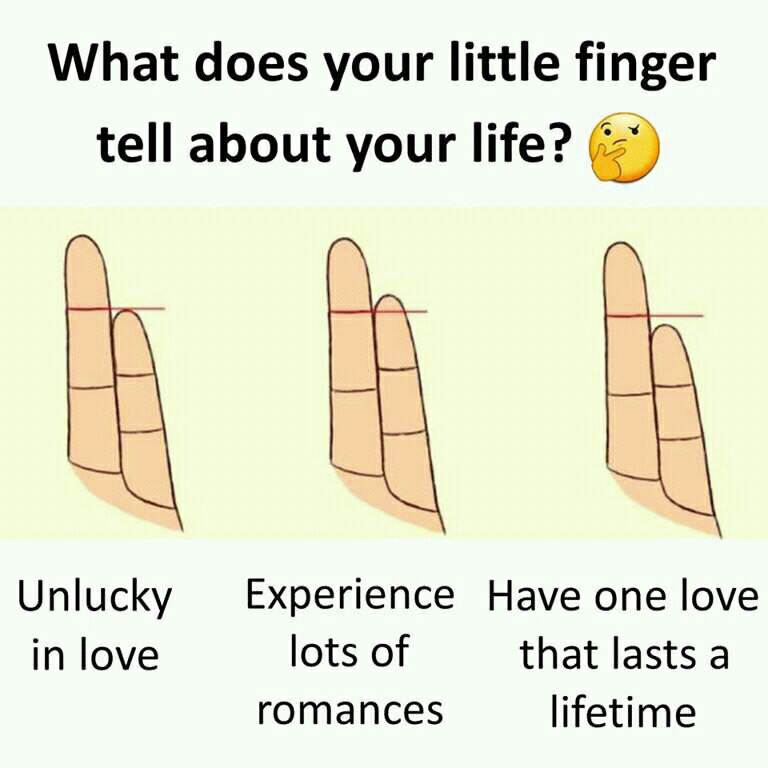 What does your little finger
tell about your life? 🤔
Unlucky
in love
Experience
lots of
romances
Have one love
that lasts a
lifetime